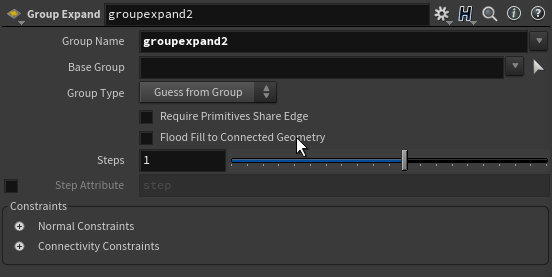 Group Expand groupexpand2
Group Name groupexpand2
Base Group
Group Type Guess from Group
Require Primitives Share Edge
Flood Fill to Connected Geometry
Steps 1
Step Attribute step
Constraints
Normal Constraints
Connectivity Constraints